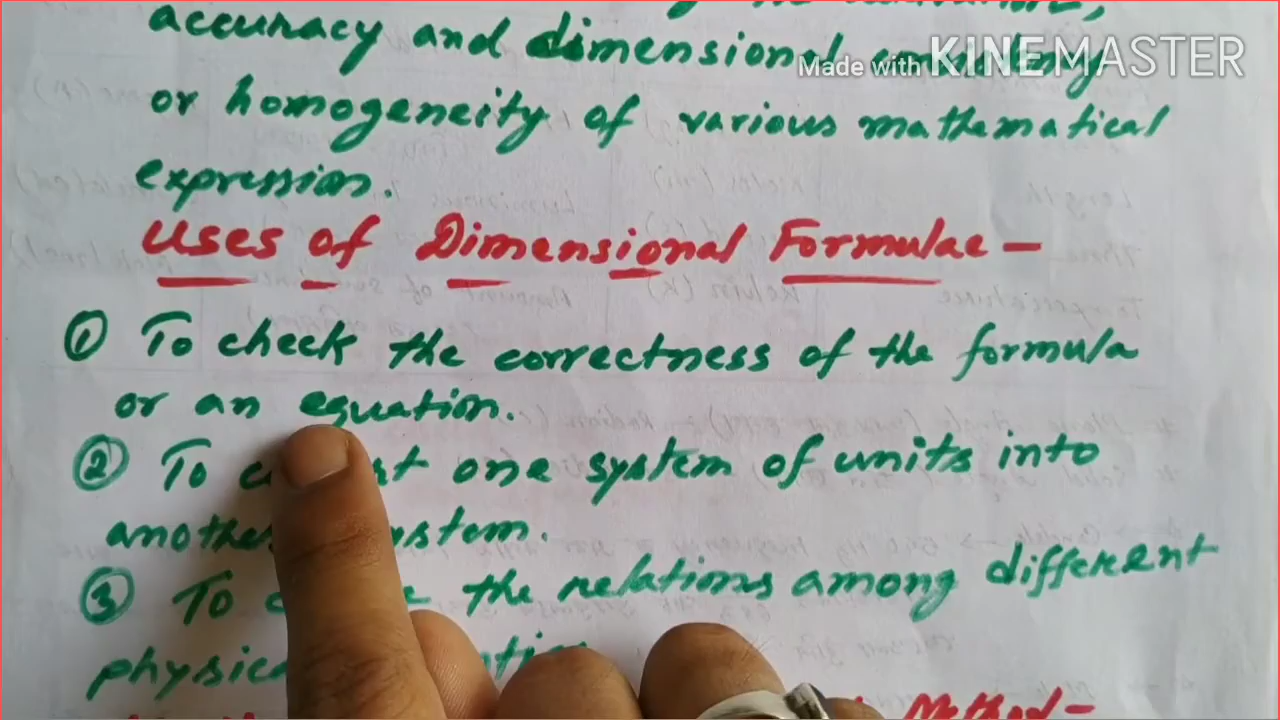 accuracy and dimensional
Made with KINEMASTER
or homogeneity of various mathematical
expression.
Uses of Dimensional Formulae -
① To check the correctness of the formula
or an equation.
② To one system of units into
another system.
③ To the relations among different
Method-